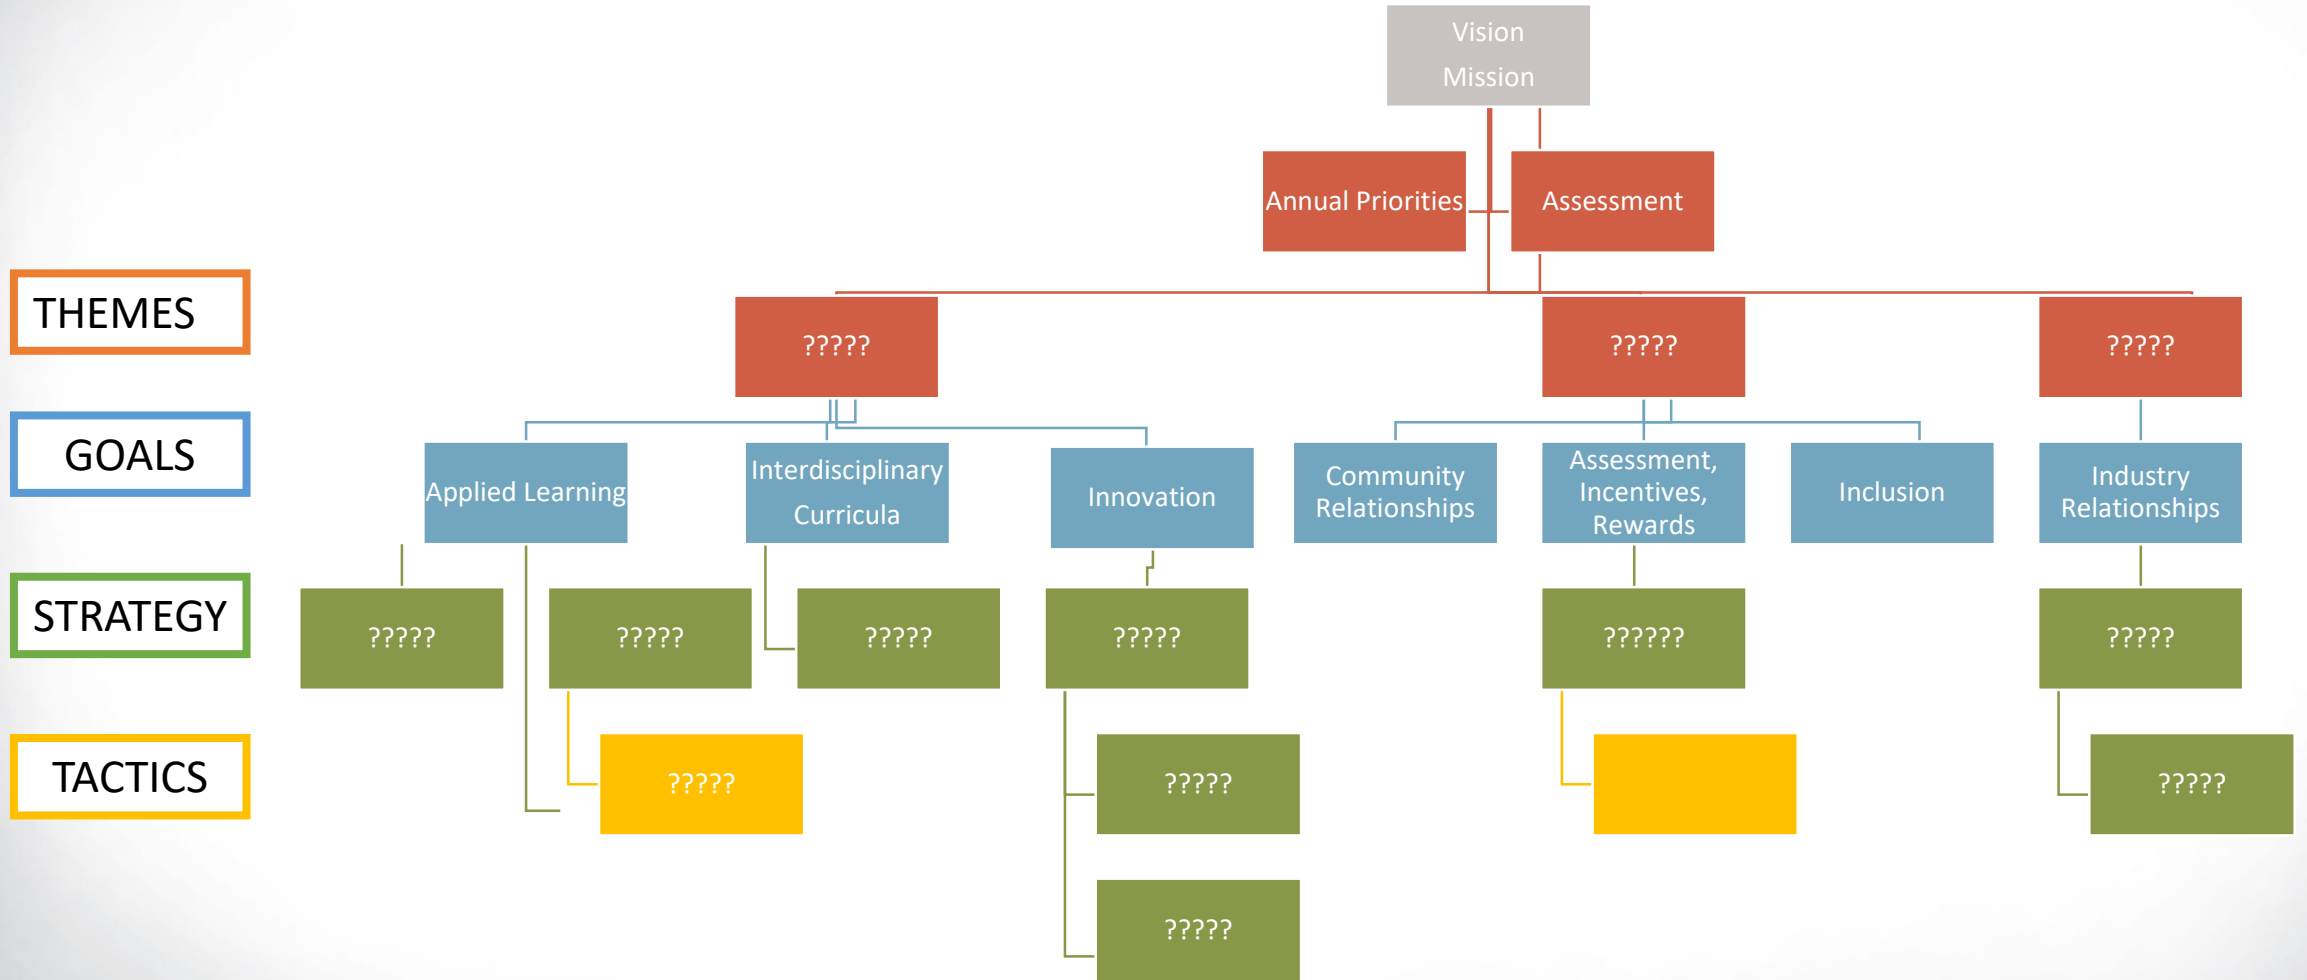 Vision
Mission
Annual Priorities
Assessment
THEMES
?????
?????
?????
GOALS
Applied Learning
Interdisciplinary
Curricula
Innovation
Community
Relationships
Assessment,
Incentives,
Rewards
Inclusion
Industry
Relationships
STRATEGY
?????
?????
?????
?????
??????
?????
TACTICS
?????
?????
?????
?????